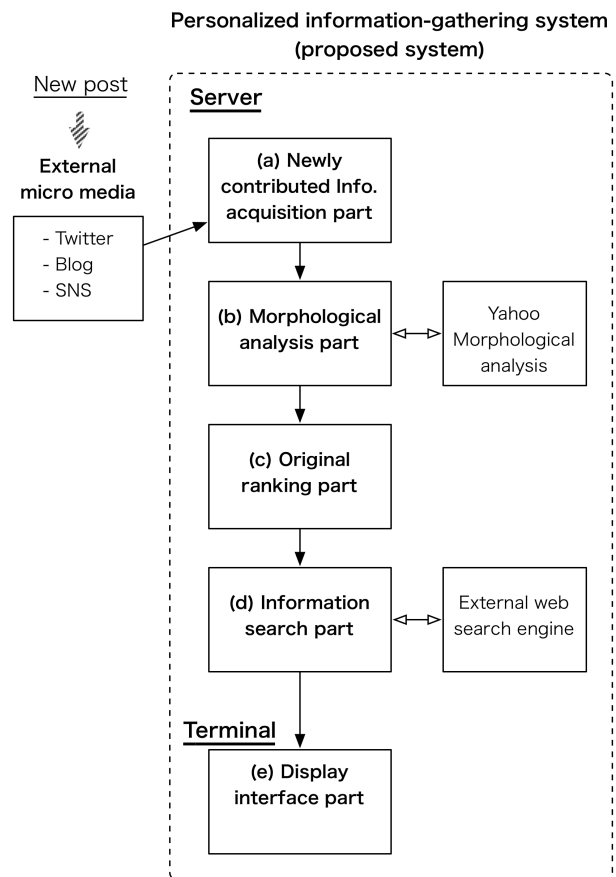 Personalized information-gathering system
(proposed system)
New post
External
micro media
- Twitter
- Blog
- SNS
Server
(a) Newly
contributed Info.
acquisition part
(b) Morphological
analysis part
Yahoo
Morphological
analysis
(c) Original
ranking part
(d) Information
search part
External web
search engine
Terminal
(e) Display
interface part